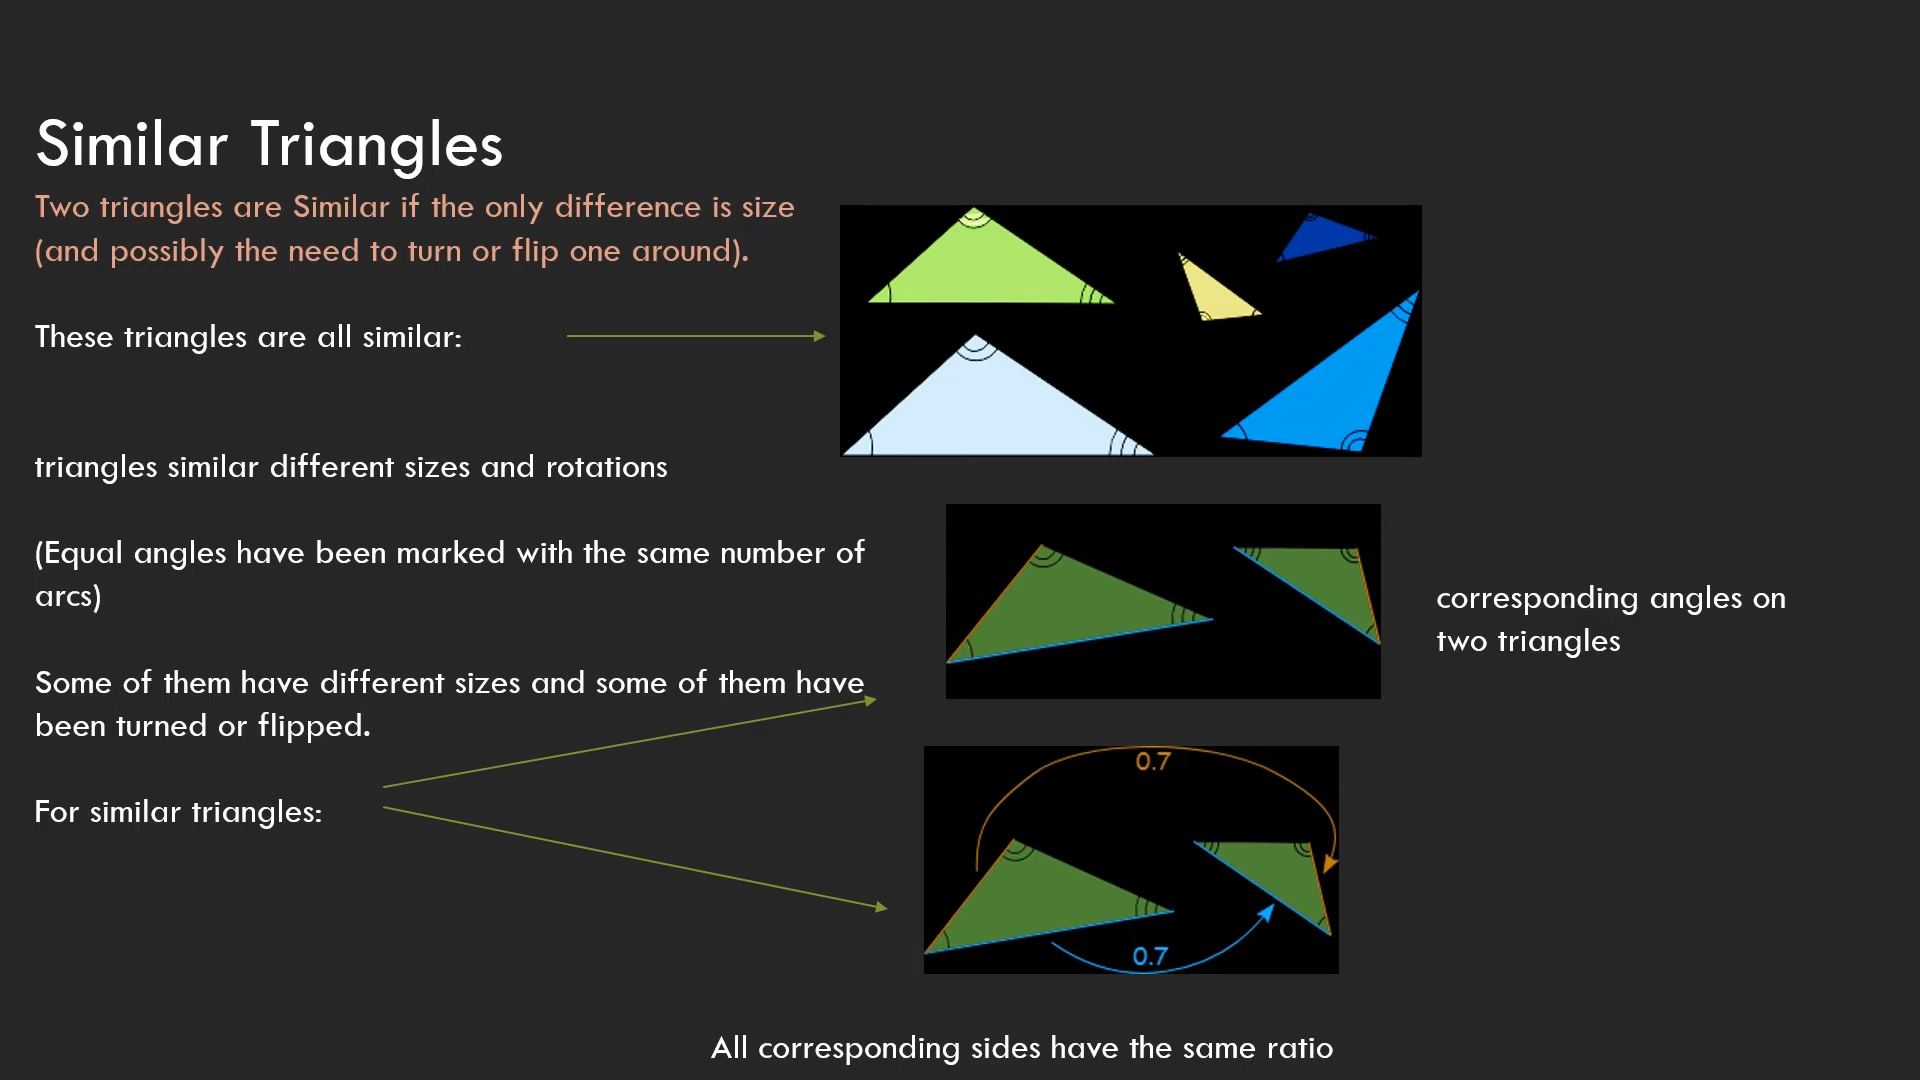 Similar Triangles
Two triangles are Similar if the only difference is size
(and possibly the need to turn or flip one around).
These triangles are all similar:
triangles similar different sizes and rotations
(Equal angles have been marked with the same number of
arcs)
corresponding angles on
two triangles
Some of them have different sizes and some of them have
been turned or flipped.
For similar triangles:
0.7
0.7
All corresponding sides have the same ratio